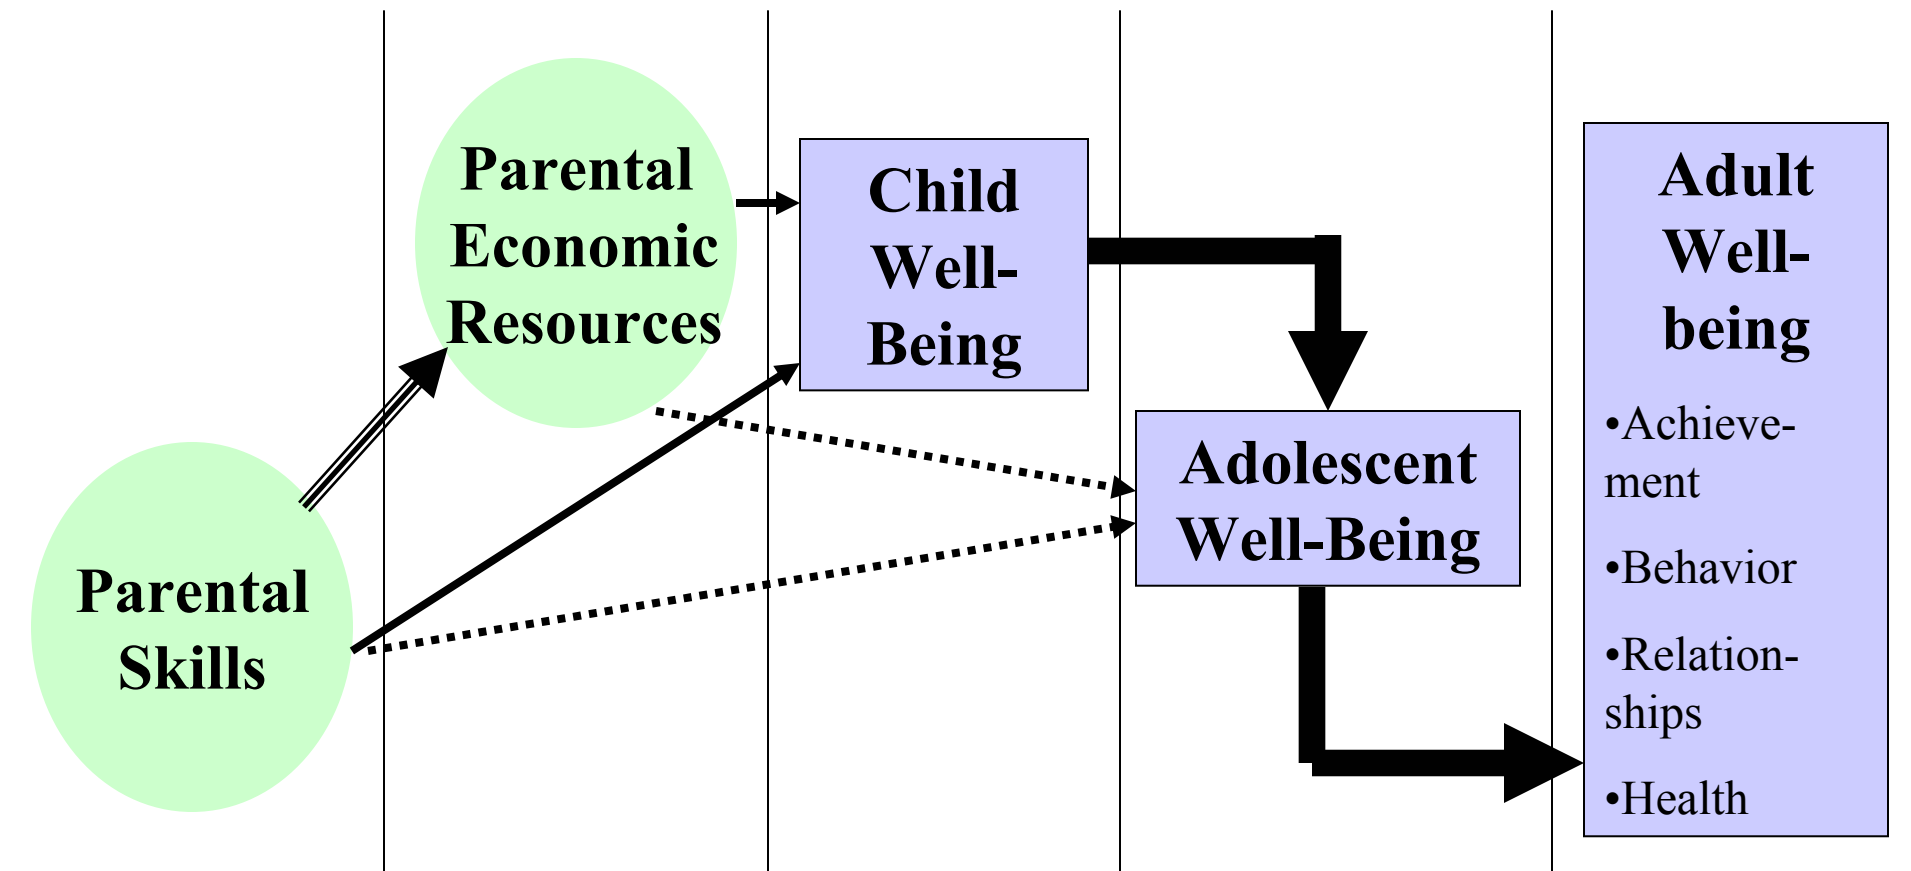 Parental
Economic
Resources
Parental
Skills
Child
Well-
Being
Adolescent
Well-Being
Adult
Well-
being
•Achieve-
ment
•Behavior
•Relation-
ships
•Health